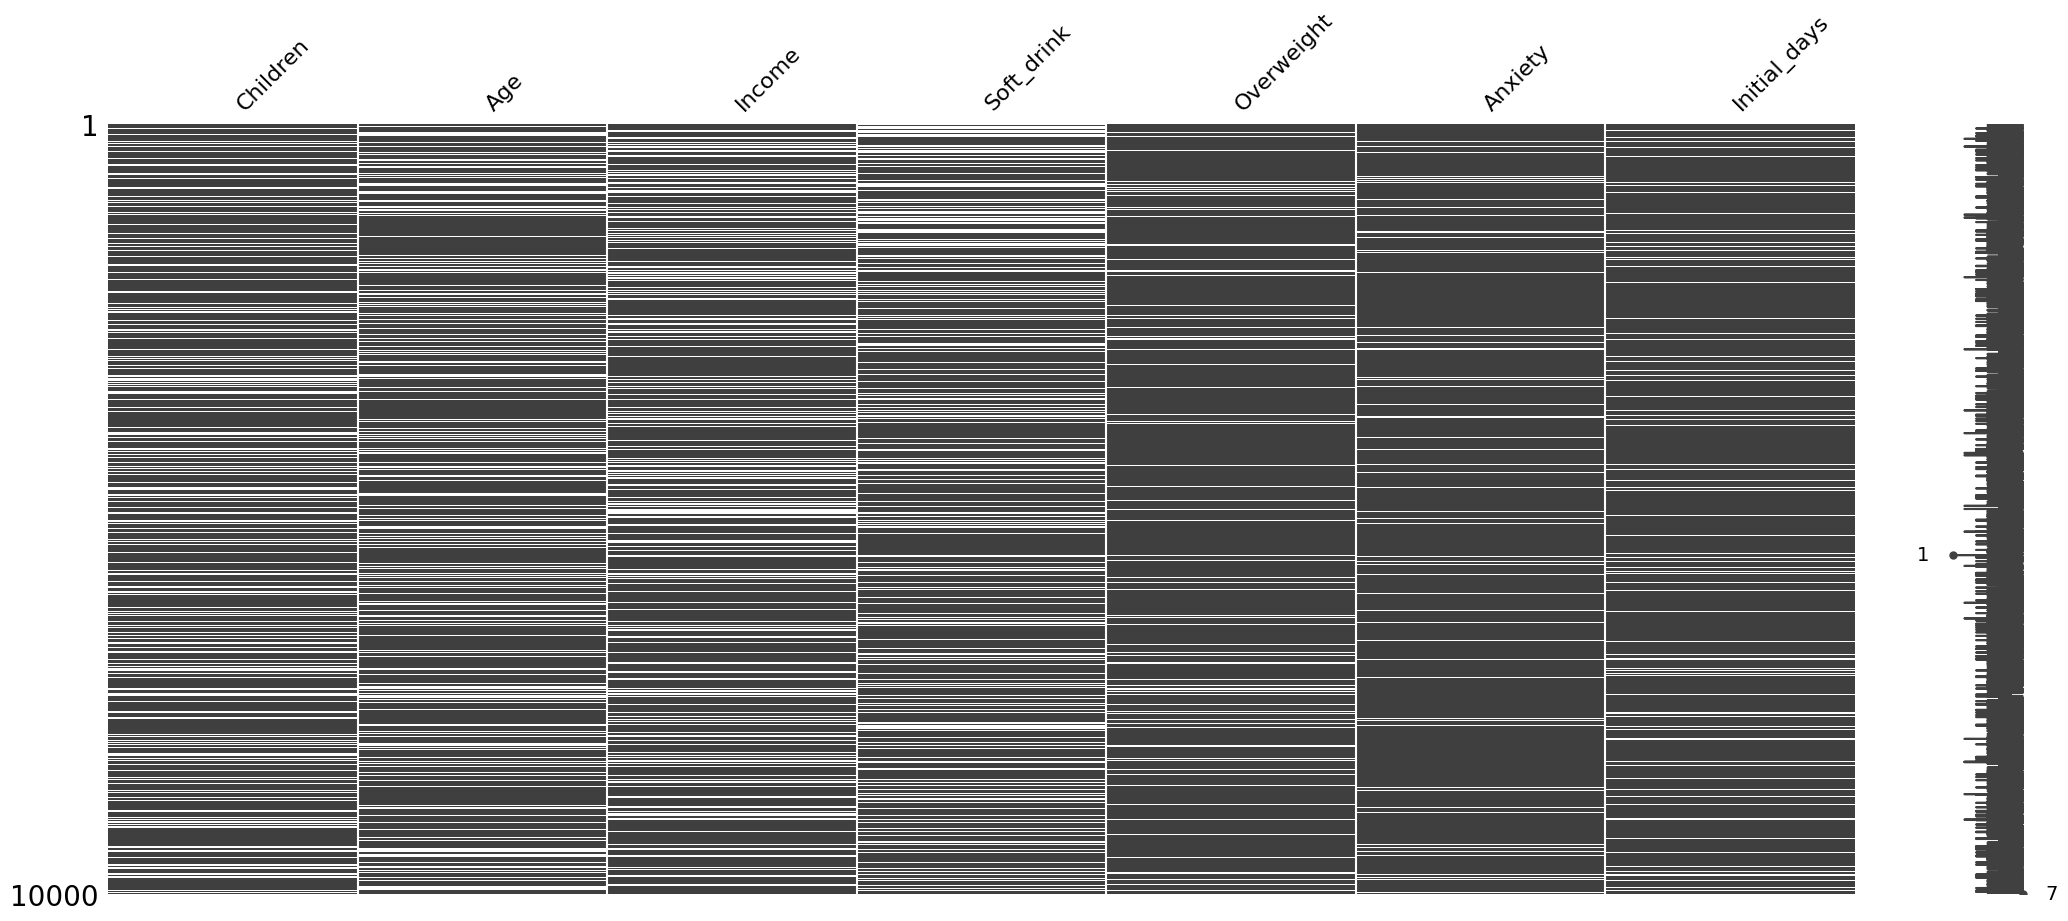 Children
Age
Income
Soft_drink
Overweight
Anxiety
Initial_days
1
1
10000
7